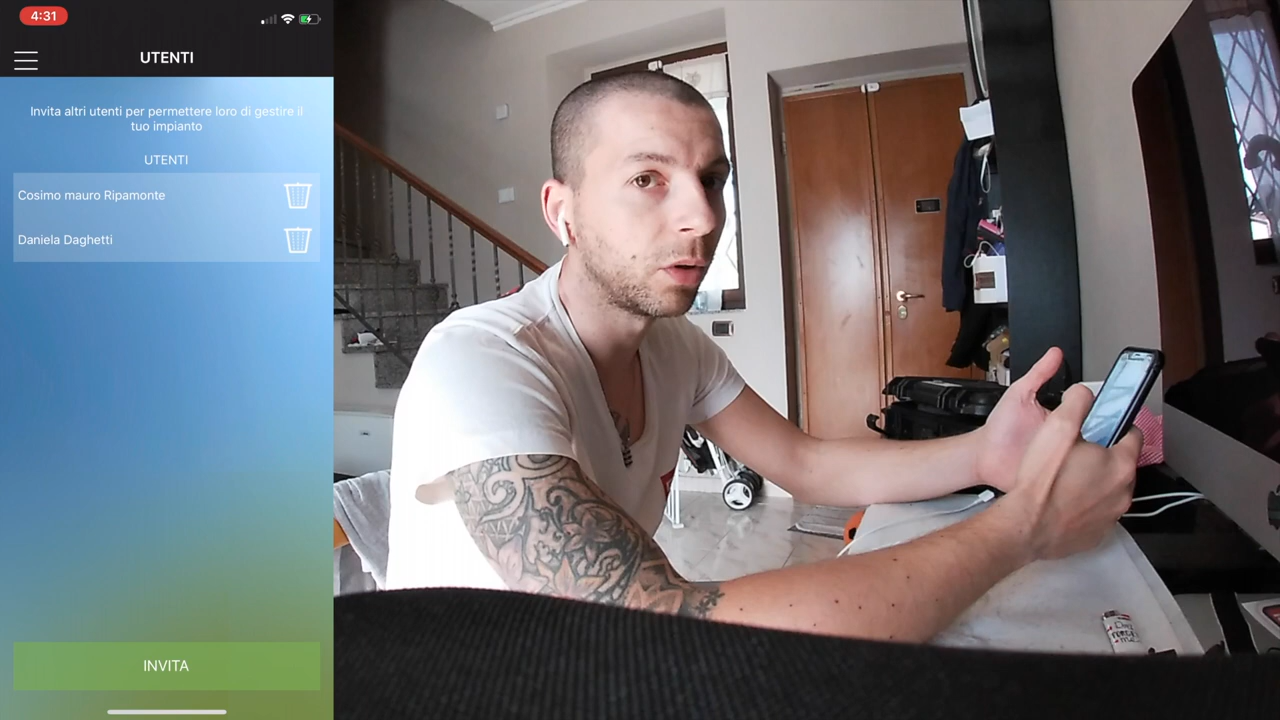 4:31
UTENTI
Invita altri utenti per permettere loro di gestire il
tuo impianto
UTENTI
Cosimo mauro Ripamonte
Daniela Daghetti
INVITA